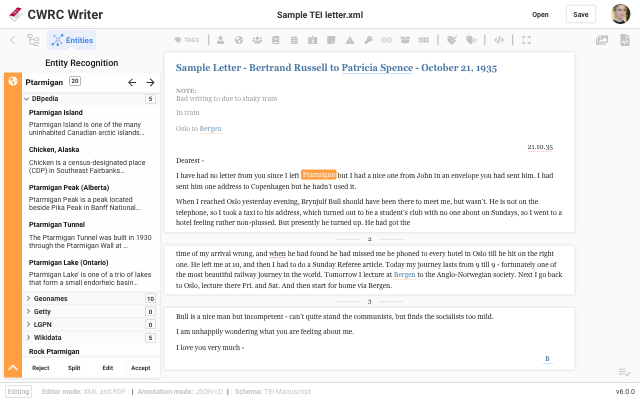 CWRC Writer
Sample TEI letter.xml
Open
Save
Entities
TAGS
Entity Recognition
Ptarmigan 20
DBpedia 5
Ptarmigan Island
Ptarmigan Island is one of the many
uninhabited Canadian arctic islands...
Chicken, Alaska
Chicken is a census-designated place
(CDP) in Southeast Fairbanks...
Ptarmigan Peak (Alberta)
Ptarmigan Peak is a peak located
beside Pika Peak in Banff National...
Ptarmigan Tunnel
The Ptarmigan Tunnel was built in 1930
through the Ptarmigan Wall at ..
Ptarmigan Lake (Ontario)
Ptarmigan Lake' is one of a trio of lakes
that form a small endorheic basin...
Geonames 10
Getty 0
LGPN 0
Wikidata 5
Rock Ptarmigan
Reject Split Edit Accept
Sample Letter - Bertrand Russell to Patricia Spence - October 21, 1935
NOTE:
Bad writing to due to shaky train
In train
Oslo to Bergen
21.10.35
Dearest -
I have had no letter from you since I left Ptarmigan but I had a nice one from John in an envelope you had sent him. I had
sent him one address to Copenhagen but he hadn't used it.
When I reached Oslo yesterday evening, Brynjulf Bull should have been there to meet me, but wasn't. He is not on the
telephone, so I took a taxi to his address, which turned out to be a student's club with no one about on Sundays, so I went to a
hotel feeling rather non-plussed. But presently he turned up. He had got the
2
time of my arrival wrong, and when he had found he had missed me he phoned to every hotel in Oslo till he hit on the right
one. He left me at 10, and then I had to do a Sunday Referee article. Today my journey lasts from 9 till 9 - fortunately one of
the most beautiful railway journey in the world. Tomorrow I lecture at Bergen to the Anglo-Norwegian society. Next I go back
to Oslo, lecture there Fri. and Sat. And then start for home via Bergen.
3
Bull is a nice man but incompetent - can't quite stand the communists, but finds the socialists too mild.
I am unhappily wondering what you are feeling about me.
I love you very much -
B
Editing Editor mode: XML and RDF | Annotation mode: JSON-LD | Schema: TEI Manuscript
v6.0.0